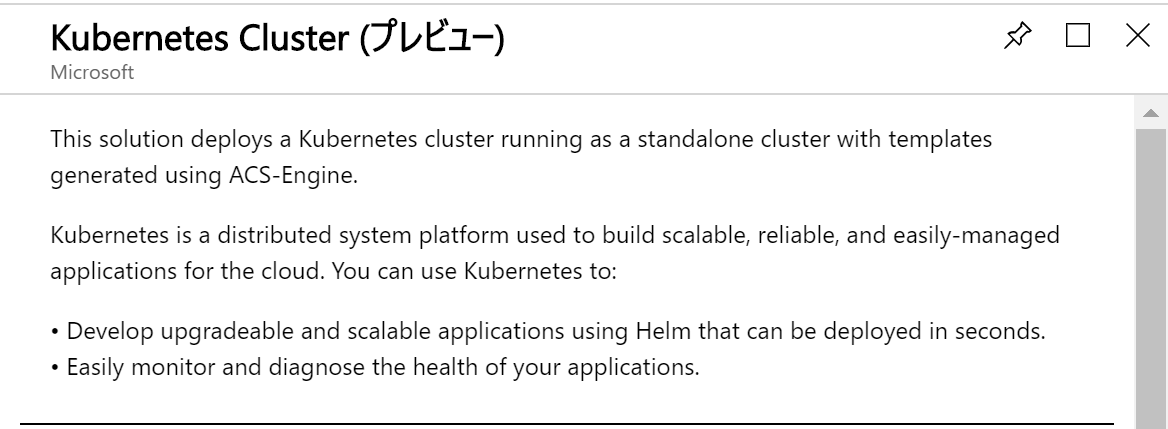 Kubernetes Cluster (プレビュー)
Microsoft
This solution deploys a Kubernetes cluster running as a standalone cluster with templates
generated using ACS-Engine.
Kubernetes is a distributed system platform used to build scalable, reliable, and easily-managed
applications for the cloud. You can use Kubernetes to:
• Develop upgradeable and scalable applications using Helm that can be deployed in seconds.
• Easily monitor and diagnose the health of your applications.